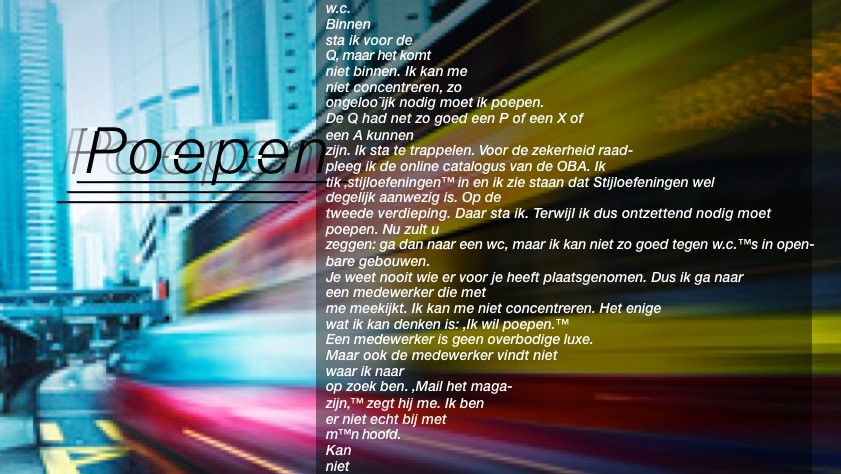 Poepen
w.c.
Binnen
sta ik voor de
Q, maar het komt
niet binnen. Ik kan me
niet concentreren, zo
ongeloo˜ijk nodig moet ik poepen.
De Q had net zo goed een P of een X of
een A kunnen
zijn. Ik sta te trappelen. Voor de zekerheid raad-
pleeg ik de online catalogus van de OBA. Ik
tik ‚stijloefeningen™ in en ik zie staan dat Stijloefeningen wel
degelijk aanwezig is. Op de
tweede verdieping. Daar sta ik. Terwijl ik dus ontzettend nodig moet
poepen. Nu zult u
zeggen: ga dan naar een wc, maar ik kan niet zo goed tegen w.c.™s in open-
bare gebouwen.
Je weet nooit wie er voor je heeft plaatsgenomen. Dus ik ga naar
een medewerker die met
me meekijkt. Ik kan me niet concentreren. Het enige
wat ik kan denken is: ‚Ik wil poepen.™
Een medewerker is geen overbodige luxe.
Maar ook de medewerker vindt niet
waar ik naar
op zoek ben. ‚Mail het maga-
zijn,™ zegt hij me. Ik ben
er niet echt bij met
m™n hoofd.
Kan
niet